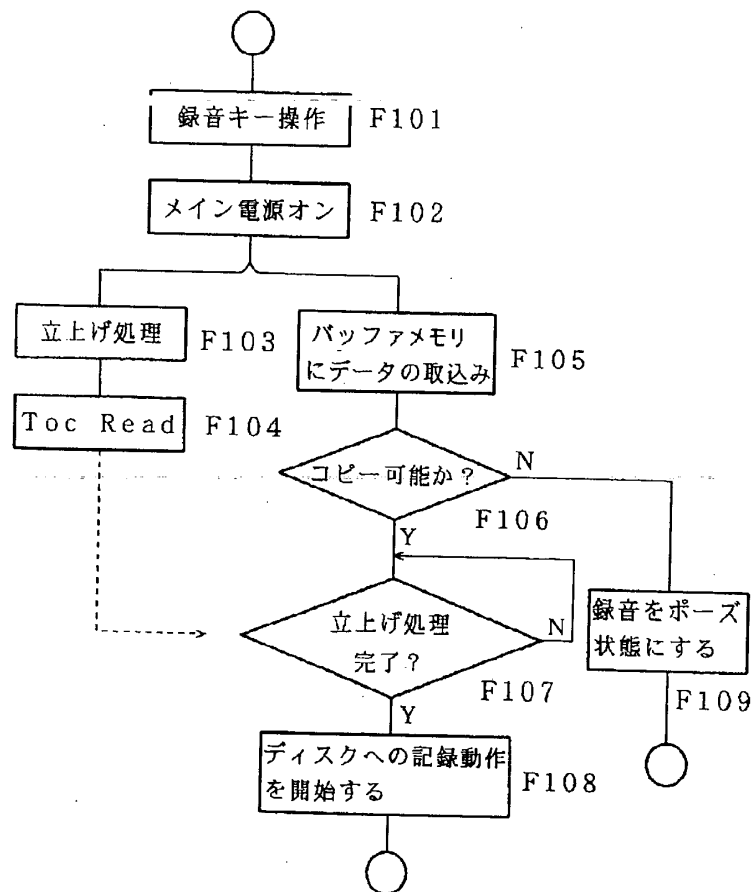 録音キー操作 F101
メイン電源オン F102
立上げ処理 F103
バッファメモリ
にデータの取込み F105
Toc Read F104
コピー可能か? N
F106
Y
録音をポーズ
状態にする
立上げ処理 N
完了?
F107
F109
Y
ディスクへの記録動作
を開始する F108